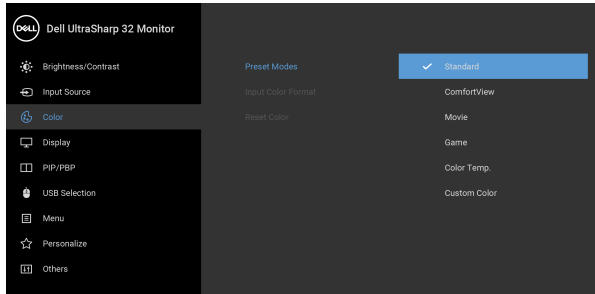 DELL Dell UltraSharp 32 Monitor
Brightness/Contrast
Input Source
Color
Display
PIP/PBP
USB Selection
Menu
Personalize
Others
Preset Modes
Input Color Format
Reset Color
Standard
ComfortView
Movie
Game
Color Temp.
Custom Color